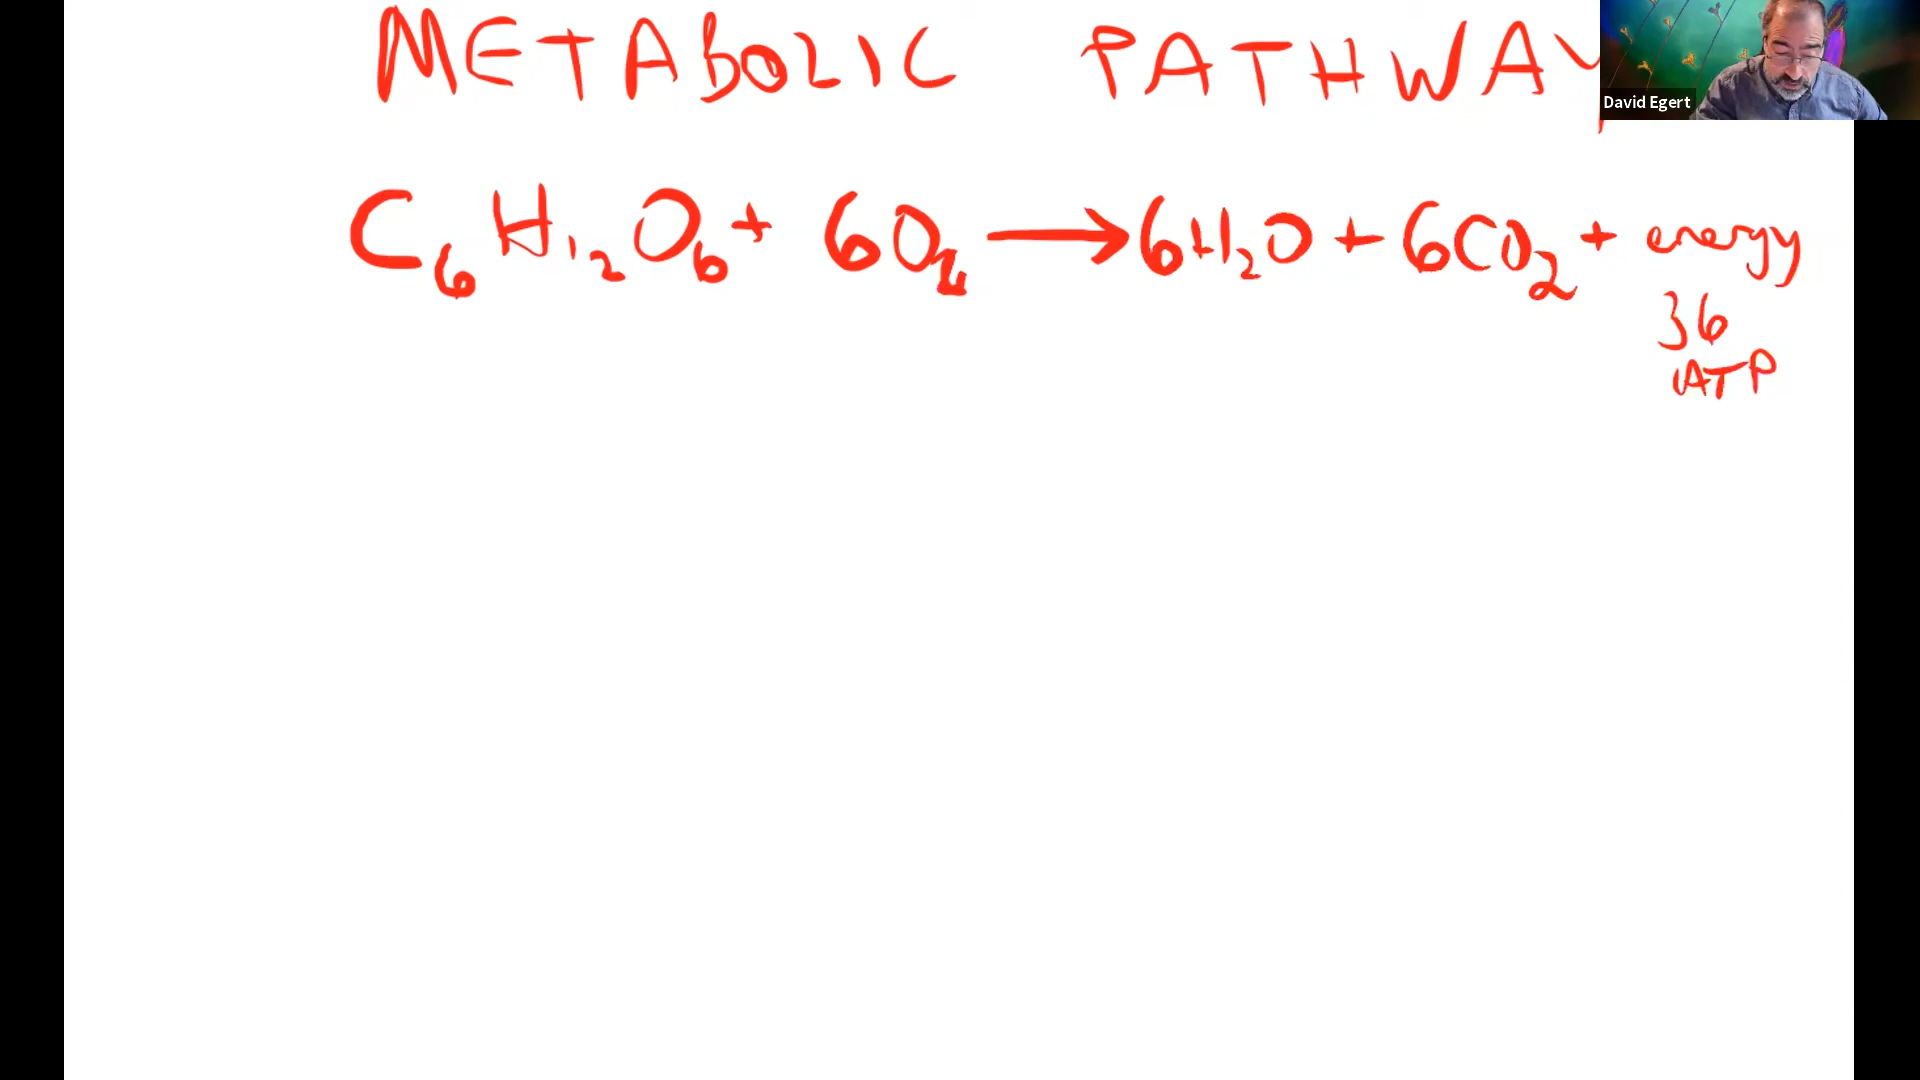 METABOLIC PATHWAY
David Egert
C₆H₁₂O₆ + 6O₂ → 6H₂O + 6CO₂ + energy
36
ATP